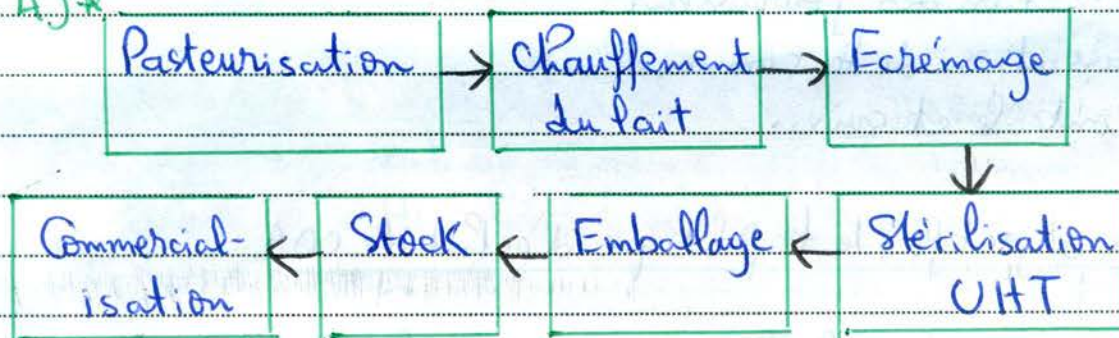 A)*
Pasteurisation → Chauffement → Ecrémage
du lait
Commercial- ← Stock ← Emballage ← Stérilisation
isation UHT